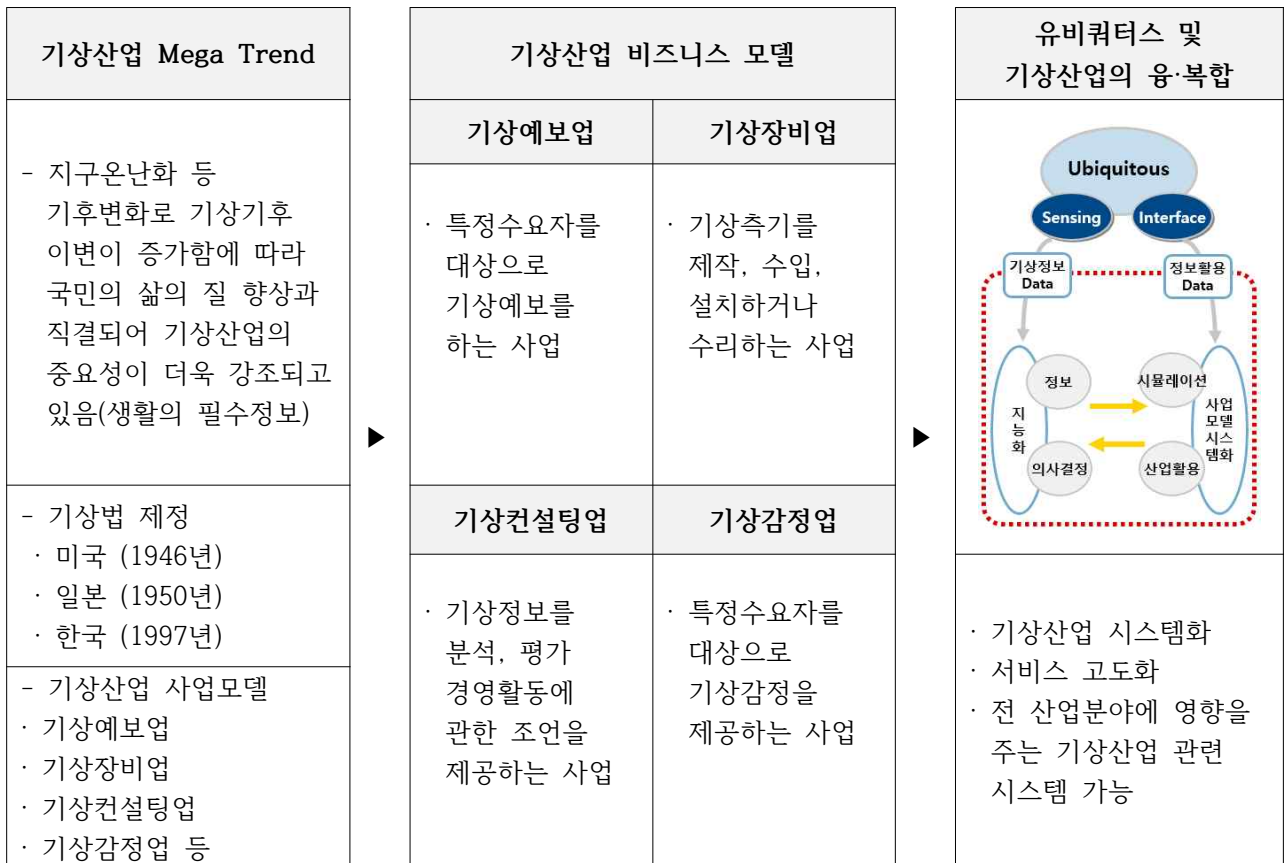 기상산업 Mega Trend
- 지구온난화 등
기후변화로 기상기후
이변이 증가함에 따라
국민의 삶의 질 향상과
직결되어 기상산업의
중요성이 더욱 강조되고
있음(생활의 필수정보)
- 기상법 제정
· 미국 (1946년)
· 일본 (1950년)
· 한국 (1997년)
- 기상산업 사업모델
· 기상예보업
· 기상장비업
· 기상컨설팅업
· 기상감정업 등
▶
기상산업 비즈니스 모델
기상예보업
· 특정수요자를
대상으로
기상예보를
하는 사업
기상장비업
· 기상측기를
제작, 수입,
설치하거나
수리하는 사업
기상컨설팅업
· 기상정보를
분석, 평가
경영활동에
관한 조언을
제공하는 사업
기상감정업
· 특정수요자를
대상으로
기상감정을
제공하는 사업
▶
유비쿼터스 및
기상산업의 융·복합
Ubiquitous
Sensing
Interface
기상정보
Data
정보활용
Data
지
능
화
정보
의사결정
시뮬레이션
산업활용
사업
모델
시스
템화
· 기상산업 시스템화
· 서비스 고도화
· 전 산업분야에 영향을
주는 기상산업 관련
시스템 가능